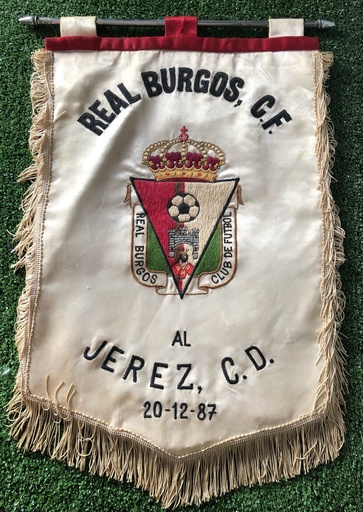 REAL BURGOS, C.F.
REAL BURGOS
CLUB DE FUTBOL
AL
JEREZ, C.D.
20-12-87